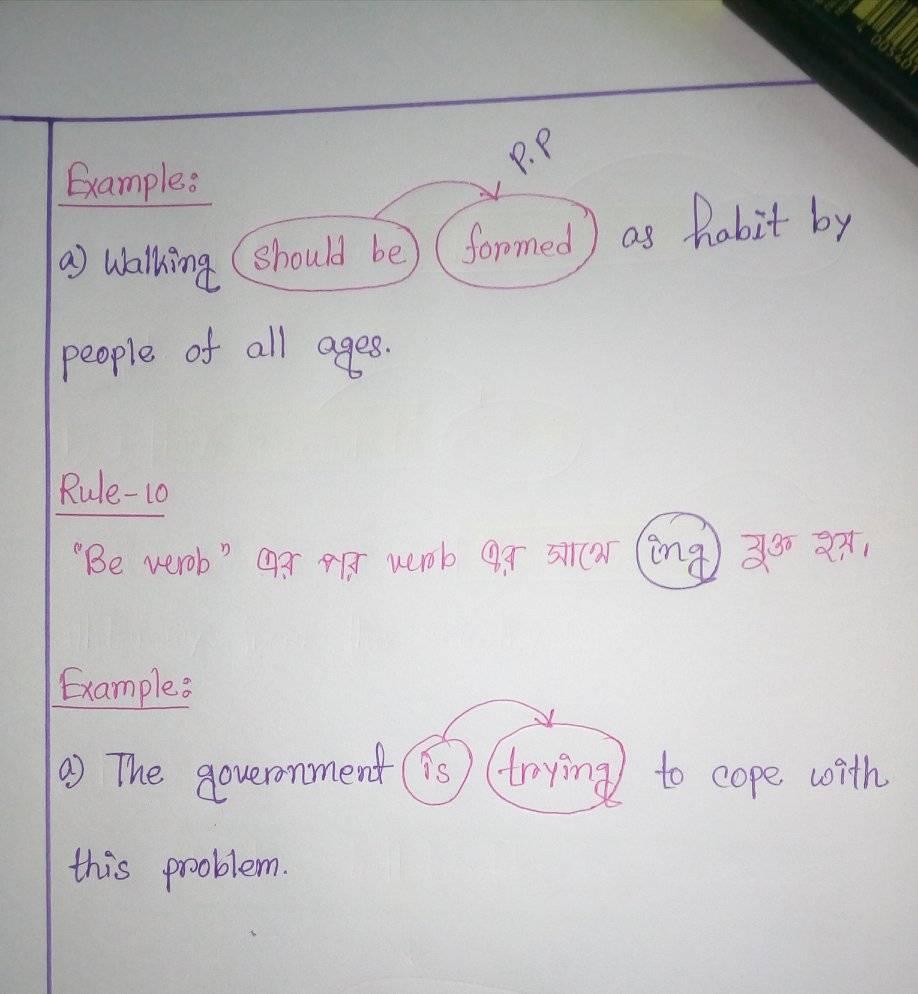 P.P
Example:
a) Walking should be formed as habit by
people of all ages.
Rule-10
"Be verb" এর পর verb এর সাথে ing যুক্ত হয়।
Example:
a) The government is trying to cope with
this problem.